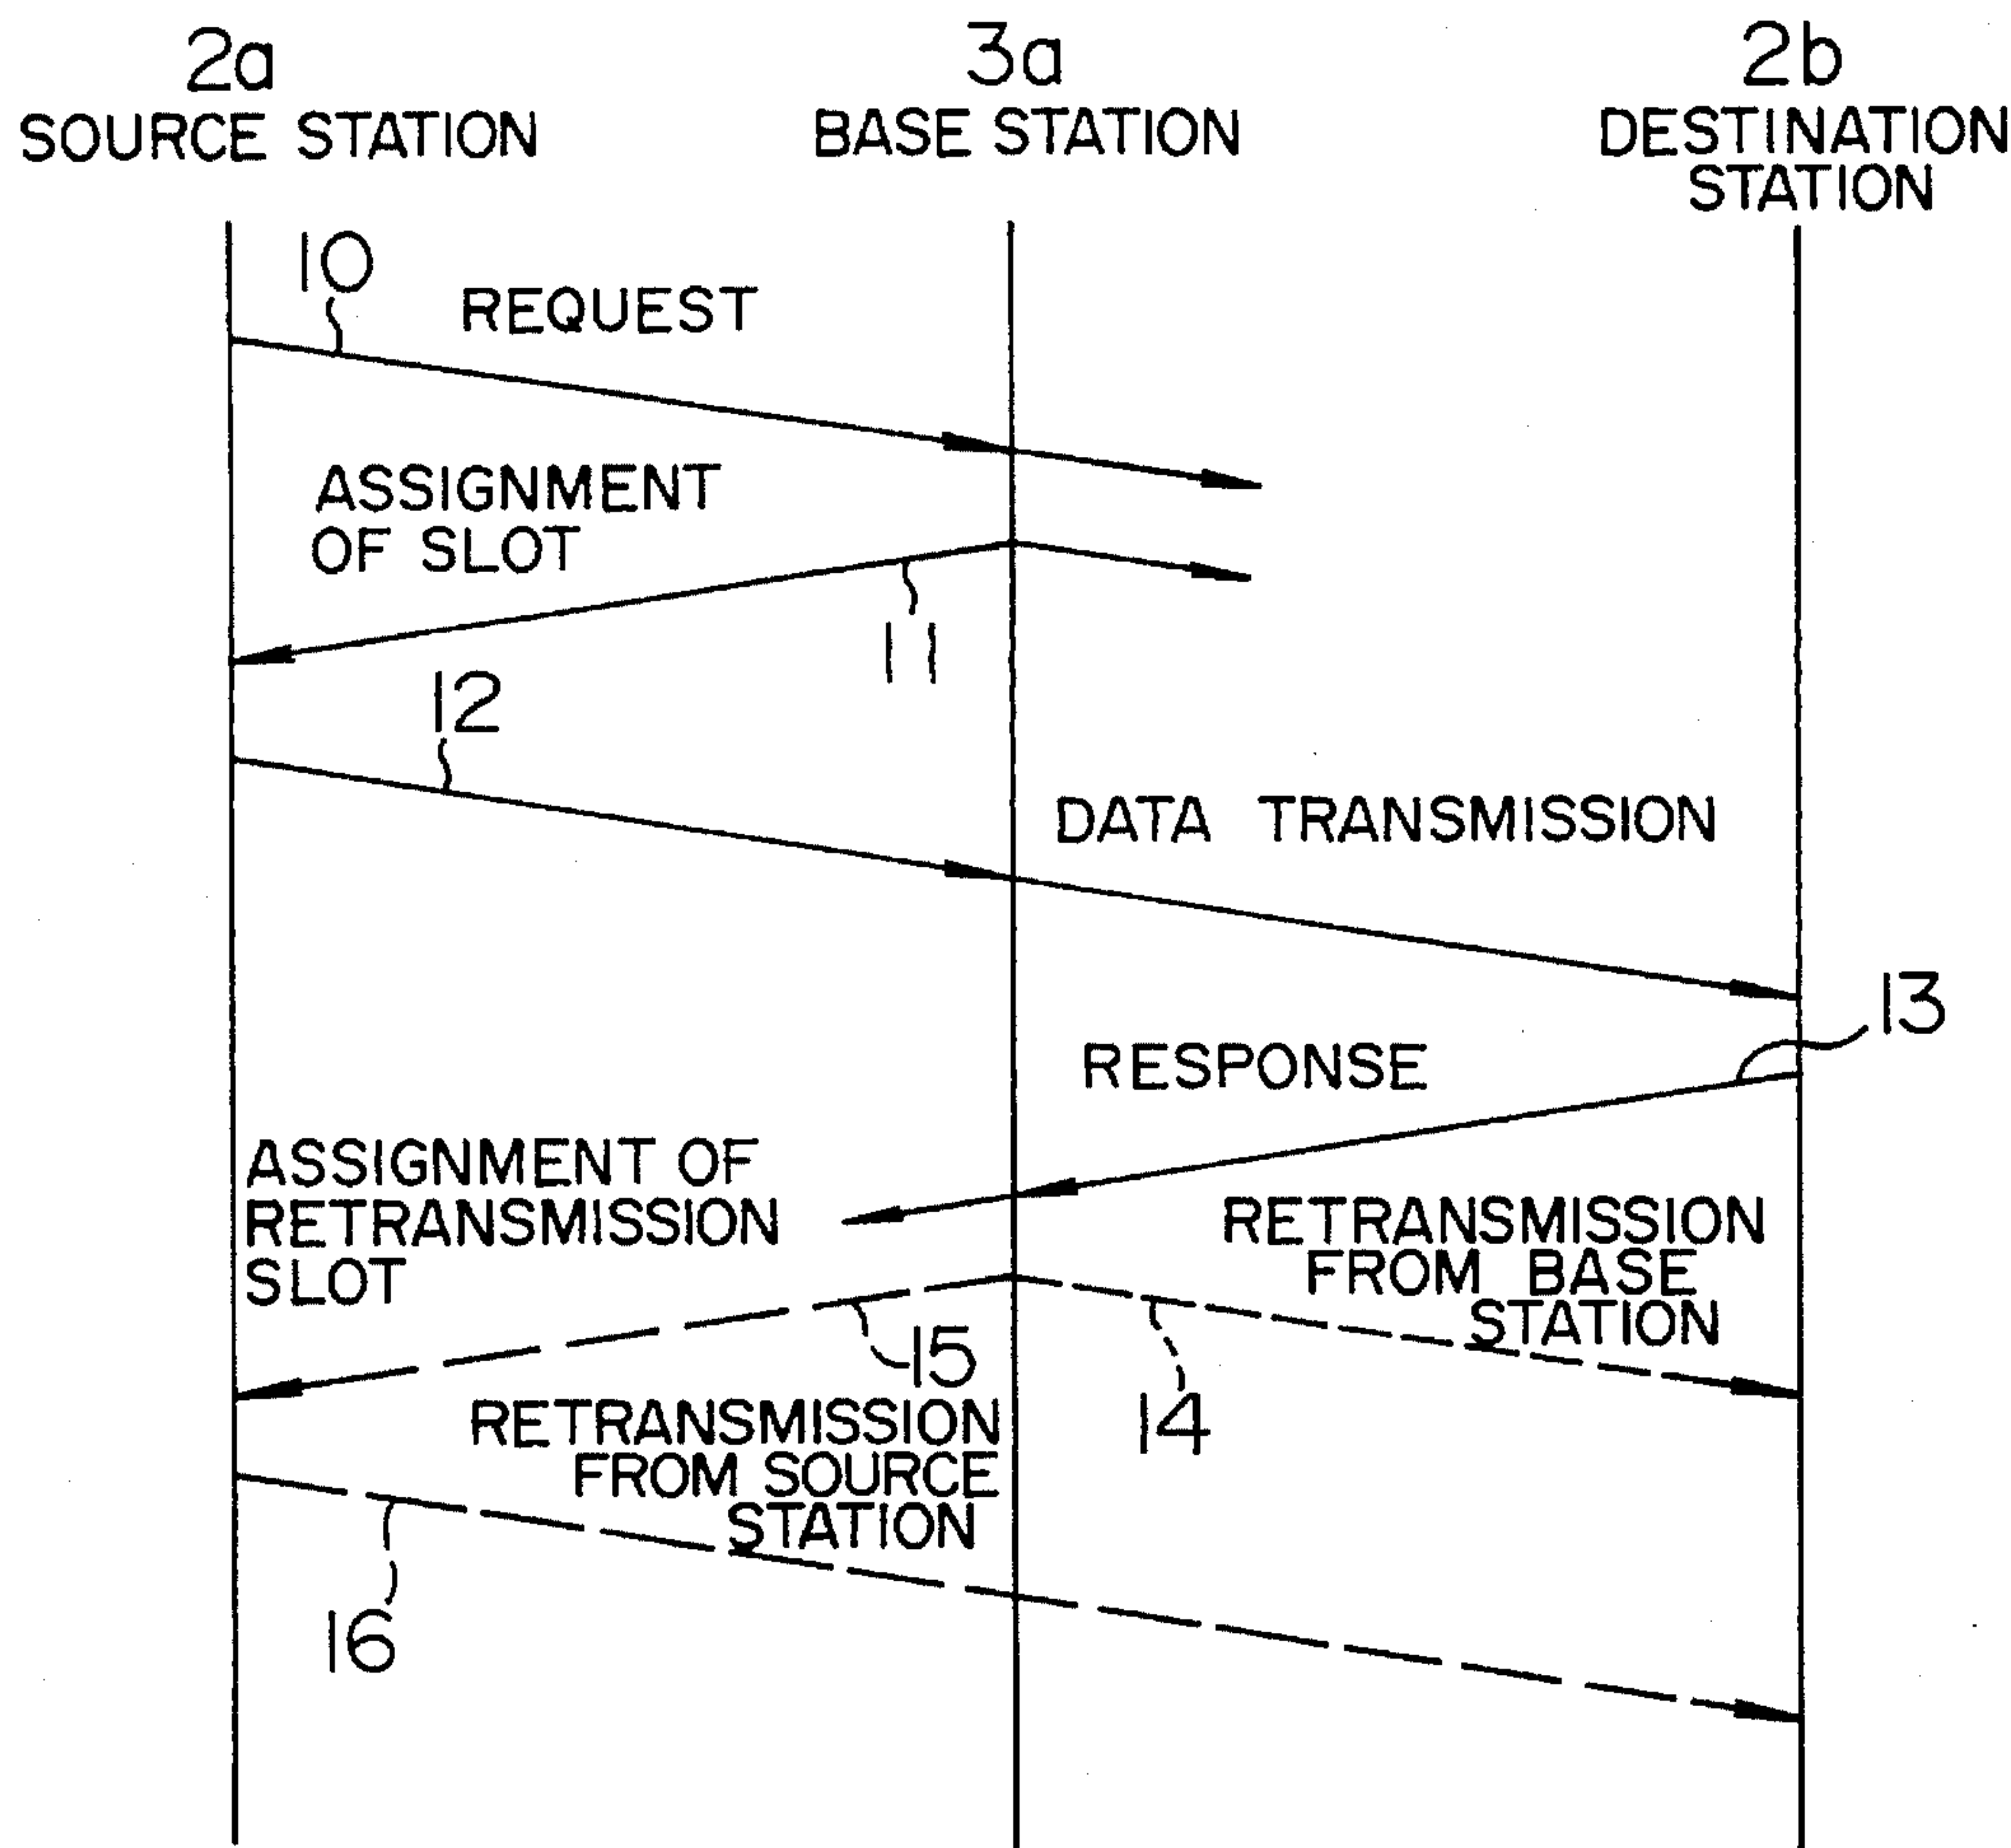 2a
SOURCE STATION
3a
BASE STATION
2b
DESTINATION
STATION
10
REQUEST
ASSIGNMENT
OF SLOT
11
12
DATA TRANSMISSION
13
RESPONSE
ASSIGNMENT OF
RETRANSMISSION
SLOT
RETRANSMISSION
FROM BASE
STATION
15
14
RETRANSMISSION
FROM SOURCE
STATION
16